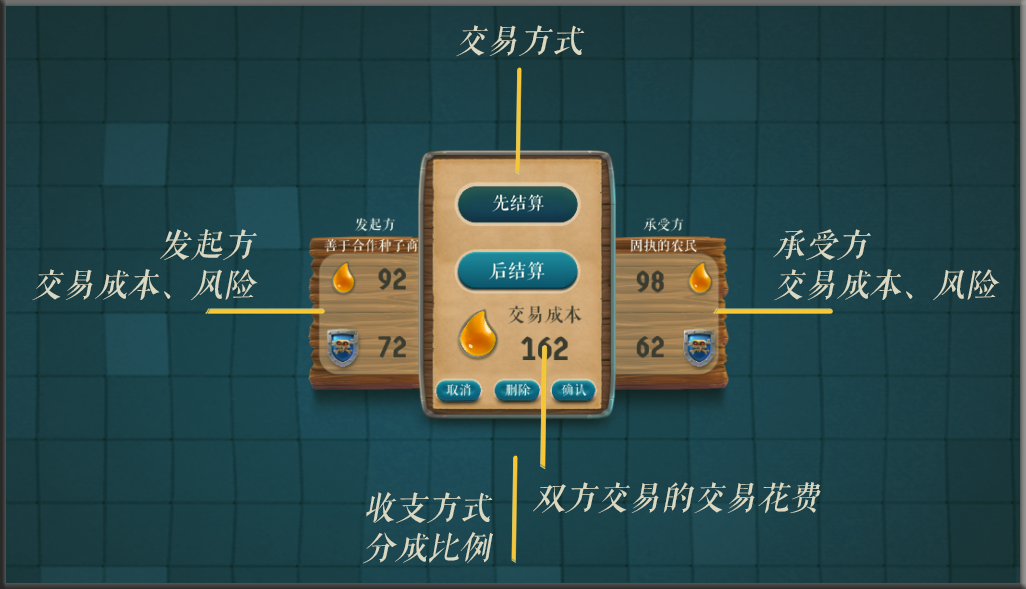 交易方式
先结算
发起方
善于合作种子商
承受方
固执的农民
发起方
交易成本、风险
承受方
交易成本、风险
92
72
后结算
交易成本
162
98
62
取消
删除
确认
收支方式
分成比例
双方交易的交易花费